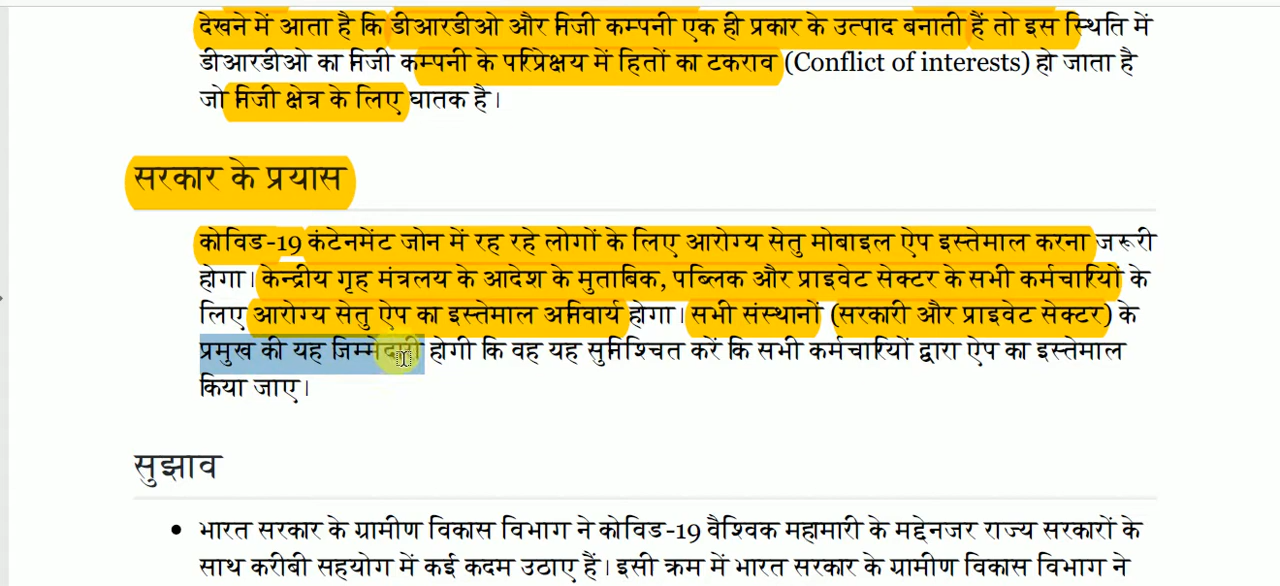 देखने में आता है कि डीआरडीओ और निजी कम्पनी एक ही प्रकार के उत्पाद बनाती हैं तो इस स्थिति में
डीआरडीओ का निजी कम्पनी के परिप्रेक्षय में हितों का टकराव (Conflict of interests) हो जाता है
जो निजी क्षेत्र के लिए घातक है।
सरकार के प्रयास
कोविड-19 कंटेनमेंट जोन में रह रहे लोगों के लिए आरोग्य सेतु मोबाइल ऐप इस्तेमाल करना जरूरी
होगा। केन्द्रीय गृह मंत्रलय के आदेश के मुताबिक, पब्लिक और प्राइवेट सेक्टर के सभी कर्मचारियों के
लिए आरोग्य सेतु ऐप का इस्तेमाल अनिवार्य होगा। सभी संस्थानों (सरकारी और प्राइवेट सेक्टर) के
प्रमुख की यह जिम्मेदारी होगी कि वह यह सुनिश्चित करें कि सभी कर्मचारियों द्वारा ऐप का इस्तेमाल
किया जाए।
सुझाव
• भारत सरकार के ग्रामीण विकास विभाग ने कोविड-19 वैश्विक महामारी के मद्देनजर राज्य सरकारों के
साथ करीबी सहयोग में कई कदम उठाए हैं। इसी क्रम में भारत सरकार के ग्रामीण विकास विभाग ने